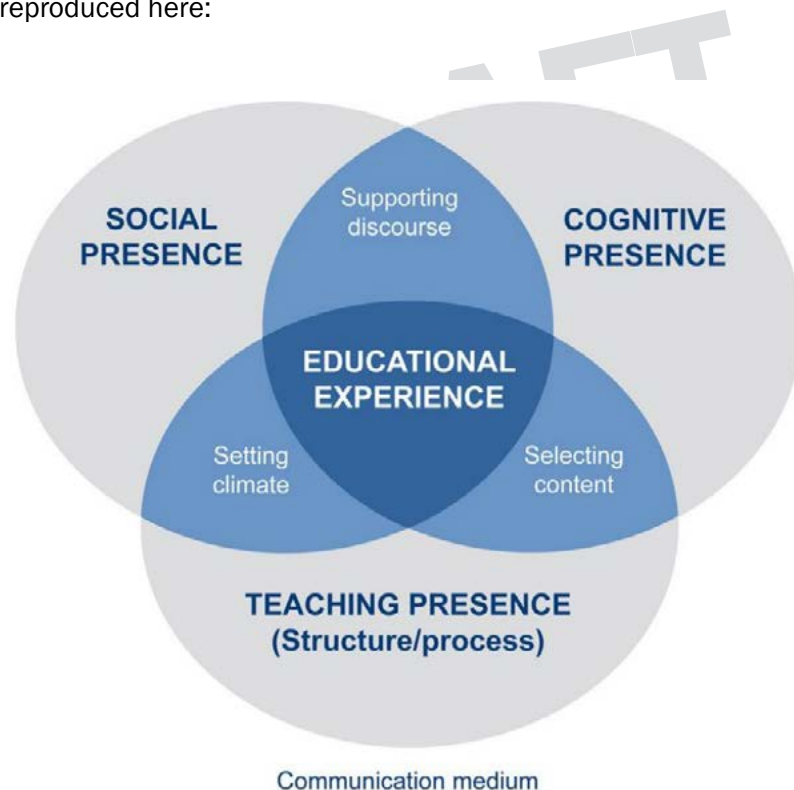 reproduced here:
SOCIAL
PRESENCE
Supporting
discourse
COGNITIVE
PRESENCE
EDUCATIONAL
EXPERIENCE
Setting
climate
Selecting
content
TEACHING PRESENCE
(Structure/process)
Communication medium